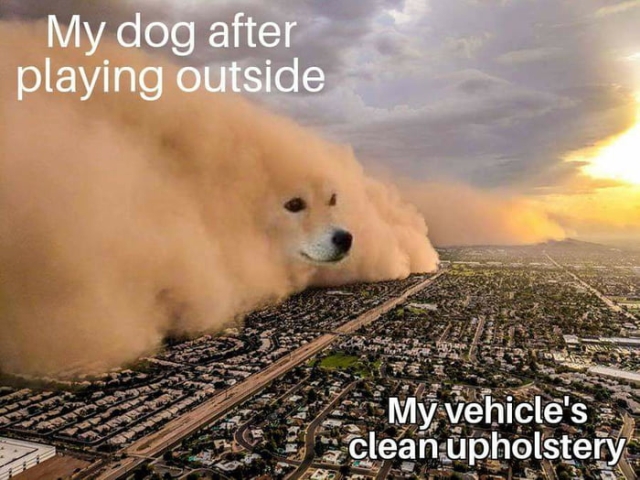 My dog after
playing outside
My vehicle's
clean upholstery